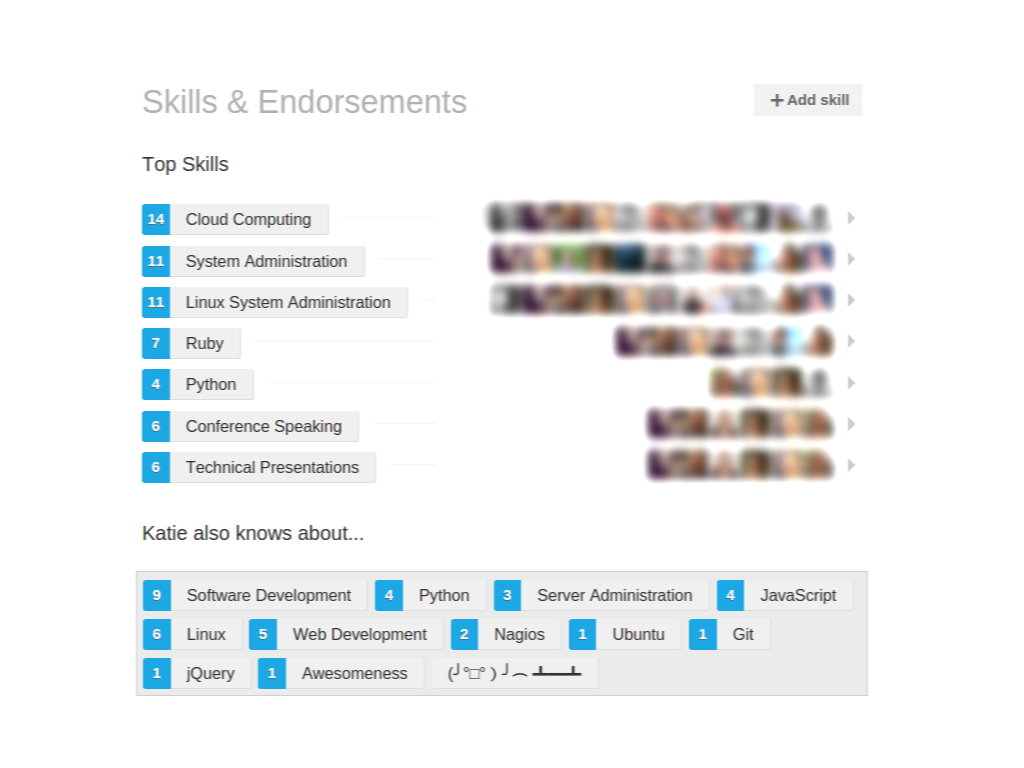 Skills & Endorsements
+ Add skill
Top Skills
14 Cloud Computing
11 System Administration
11 Linux System Administration
7 Ruby
4 Python
6 Conference Speaking
6 Technical Presentations
Katie also knows about...
9 Software Development 4 Python 3 Server Administration 4 JavaScript
6 Linux 5 Web Development 2 Nagios 1 Ubuntu 1 Git
1 jQuery 1 Awesomeness (╯°□°)╯︵ ┻━┻